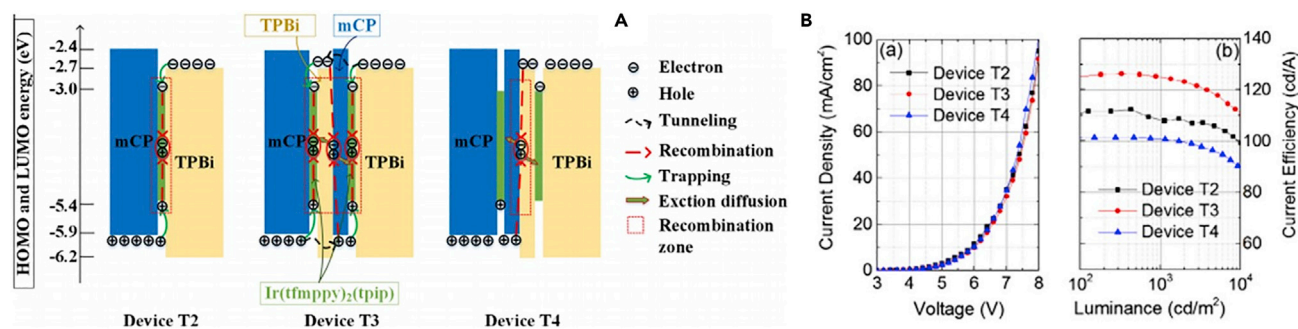 A
HOMO and LUMO energy (eV)
-2.4
-2.7
-3.0
-5.4
-5.9
-6.2
mCP
TPBi
Device T2
TPBi
mCP
mCP
TPBi
Ir(tfmppy)₂(tpip)
Device T3
mCP
TPBi
Device T4
Electron
Hole
Tunneling
Recombination
Trapping
Exction diffusion
Recombination
zone
B
(a)
Current Density (mA/cm²)
100
80
60
40
20
0
Device T2
Device T3
Device T4
3 4 5 6 7 8
Voltage (V)
(b)
140
120
100
80
60
Current Efficiency (cd/A)
Device T2
Device T3
Device T4
10² 10³ 10⁴
Luminance (cd/m²)